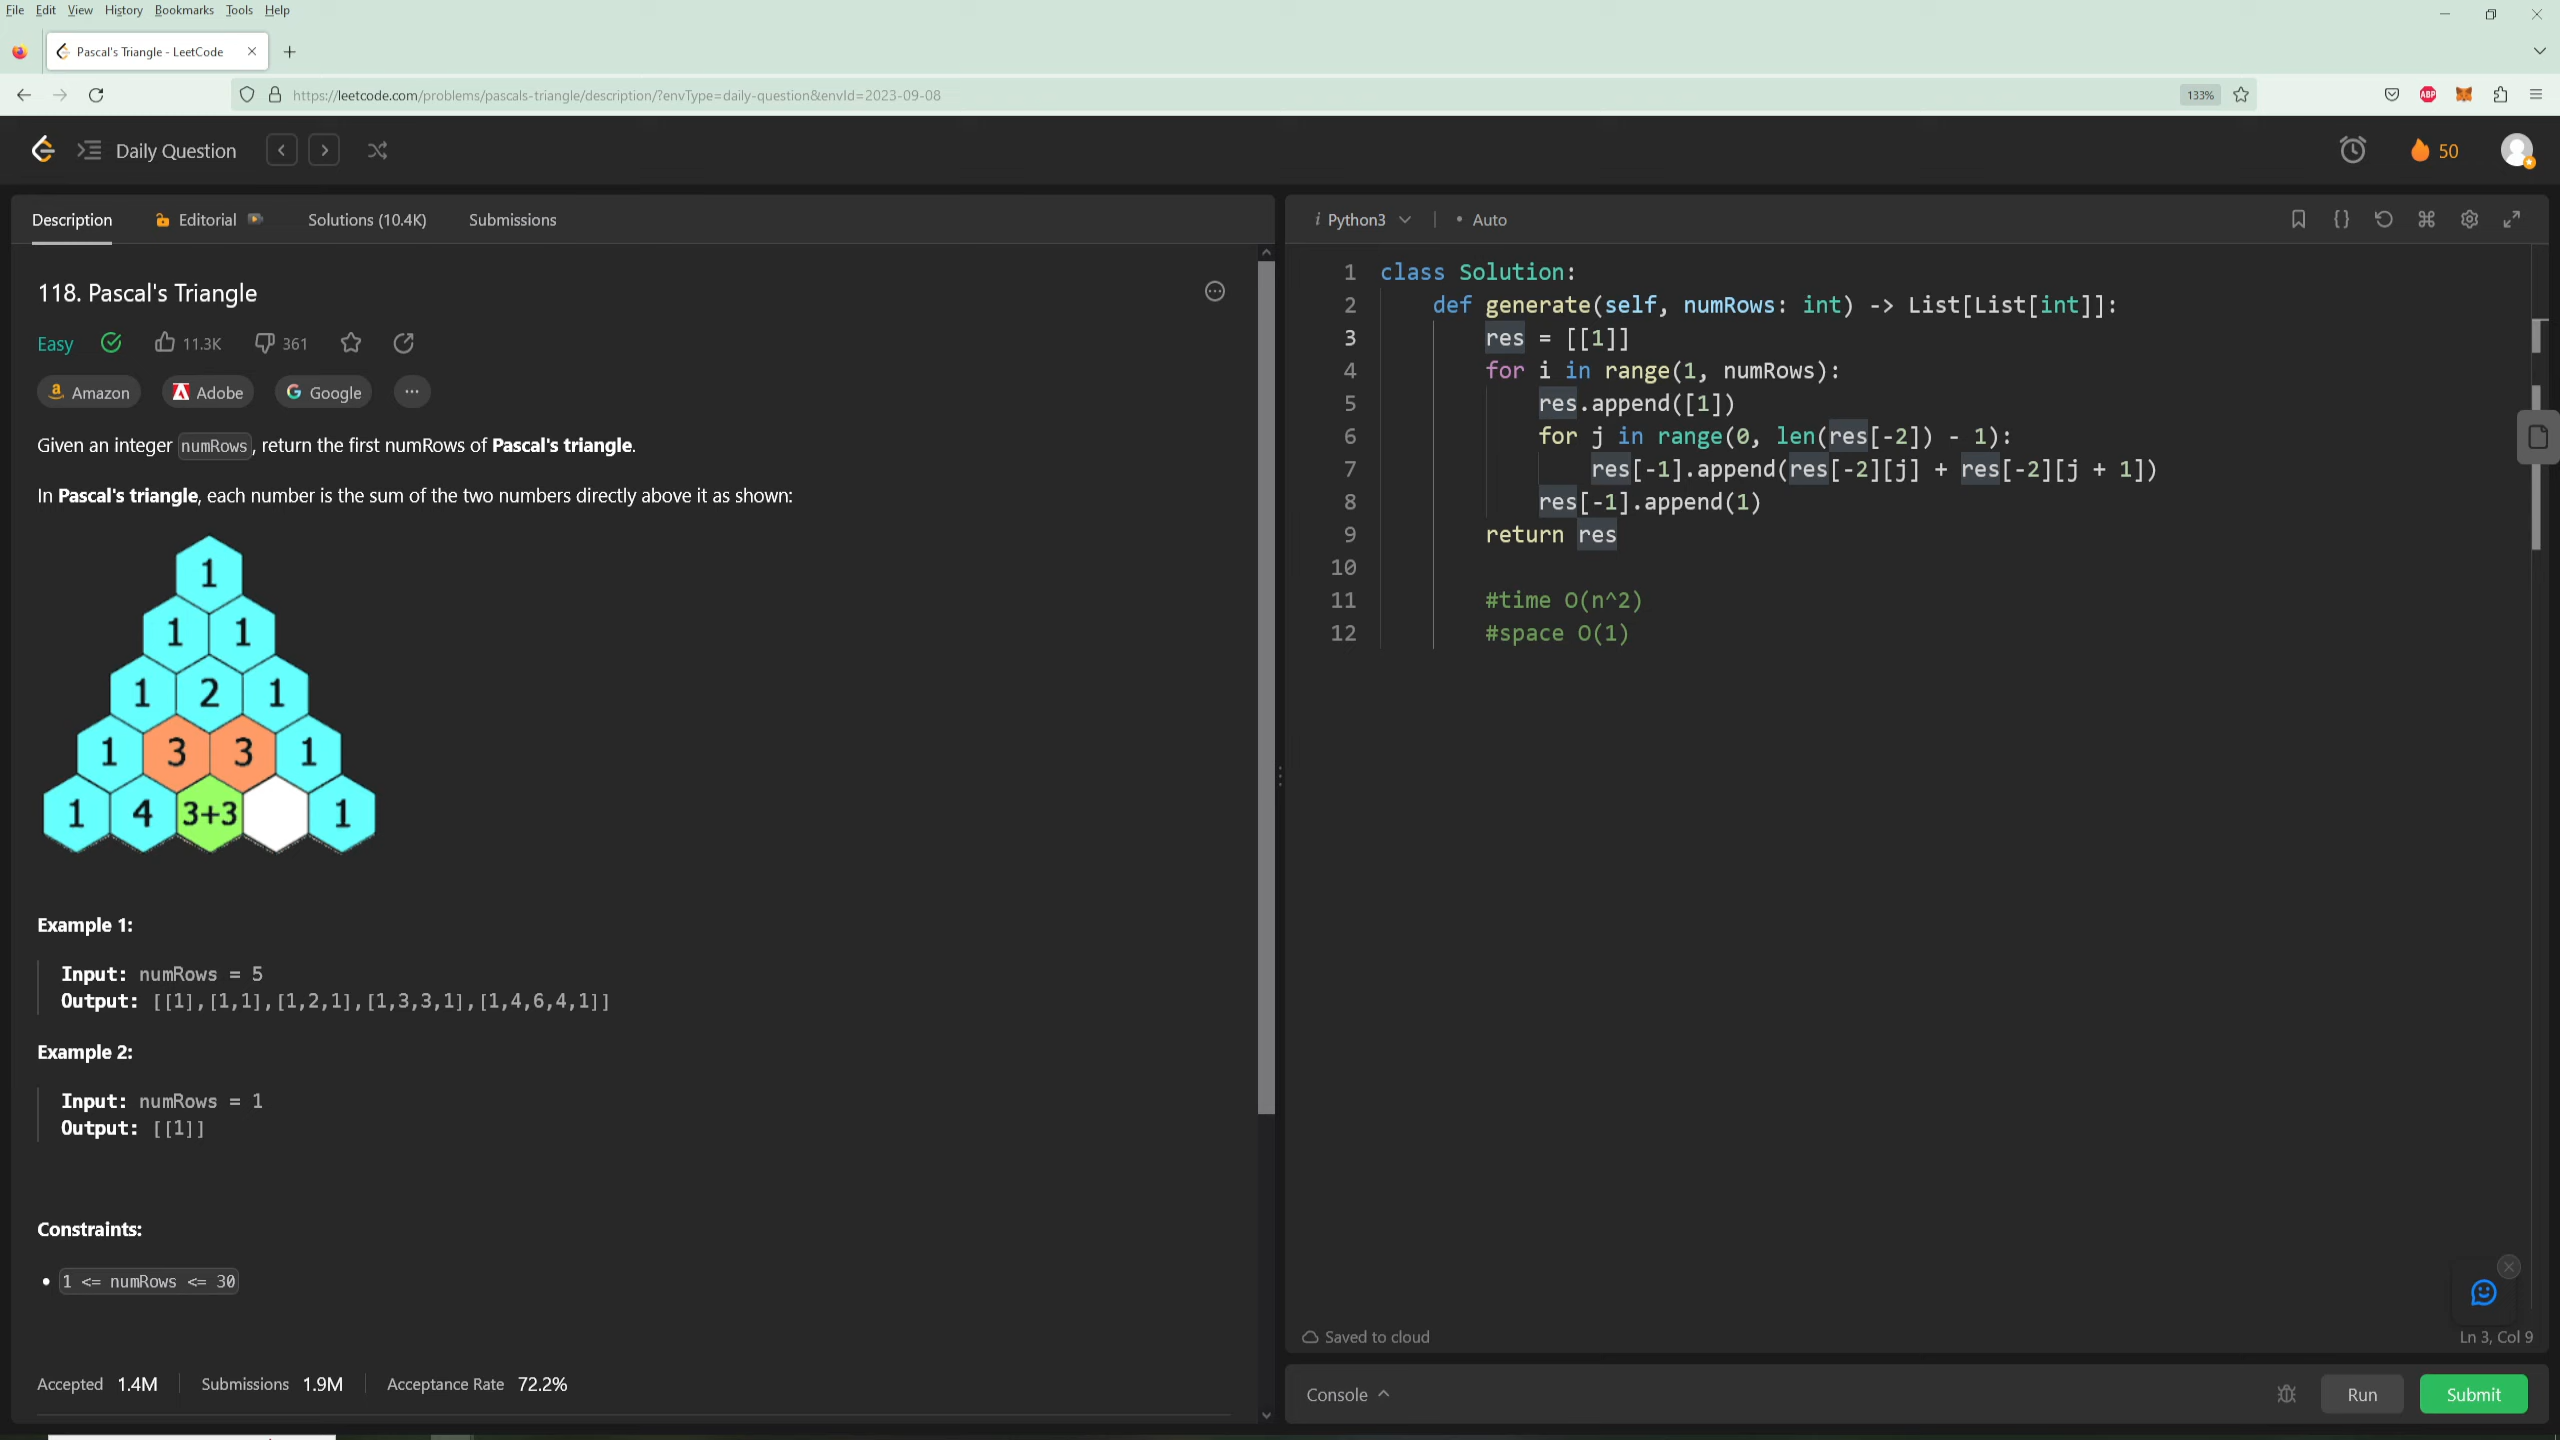 File Edit View History Bookmarks Tools Help
Pascal's Triangle - LeetCode
https://leetcode.com/problems/pascals-triangle/description/?envType=daily-question&envId=2023-09-08
133%
ABP
Daily Question
50
Description Editorial Solutions (10.4K) Submissions
118. Pascal's Triangle
Easy 11.3K 361
Amazon Adobe Google ...
Given an integer numRows, return the first numRows of Pascal's triangle.
In Pascal's triangle, each number is the sum of the two numbers directly above it as shown:
1
1 1
1 2 1
1 3 3 1
1 4 3+3 1
Example 1:
Input: numRows = 5
Output: [[1],[1,1],[1,2,1],[1,3,3,1],[1,4,6,4,1]]
Example 2:
Input: numRows = 1
Output: [[1]]
Constraints:
• 1 <= numRows <= 30
Accepted 1.4M Submissions 1.9M Acceptance Rate 72.2%
i Python3 • Auto
1 class Solution:
2 def generate(self, numRows: int) -> List[List[int]]:
3 res = [[1]]
4 for i in range(1, numRows):
5 res.append([1])
6 for j in range(0, len(res[-2]) - 1):
7 res[-1].append(res[-2][j] + res[-2][j + 1])
8 res[-1].append(1)
9 return res
10
11 #time O(n^2)
12 #space O(1)
Saved to cloud
Ln 3, Col 9
Console Run Submit